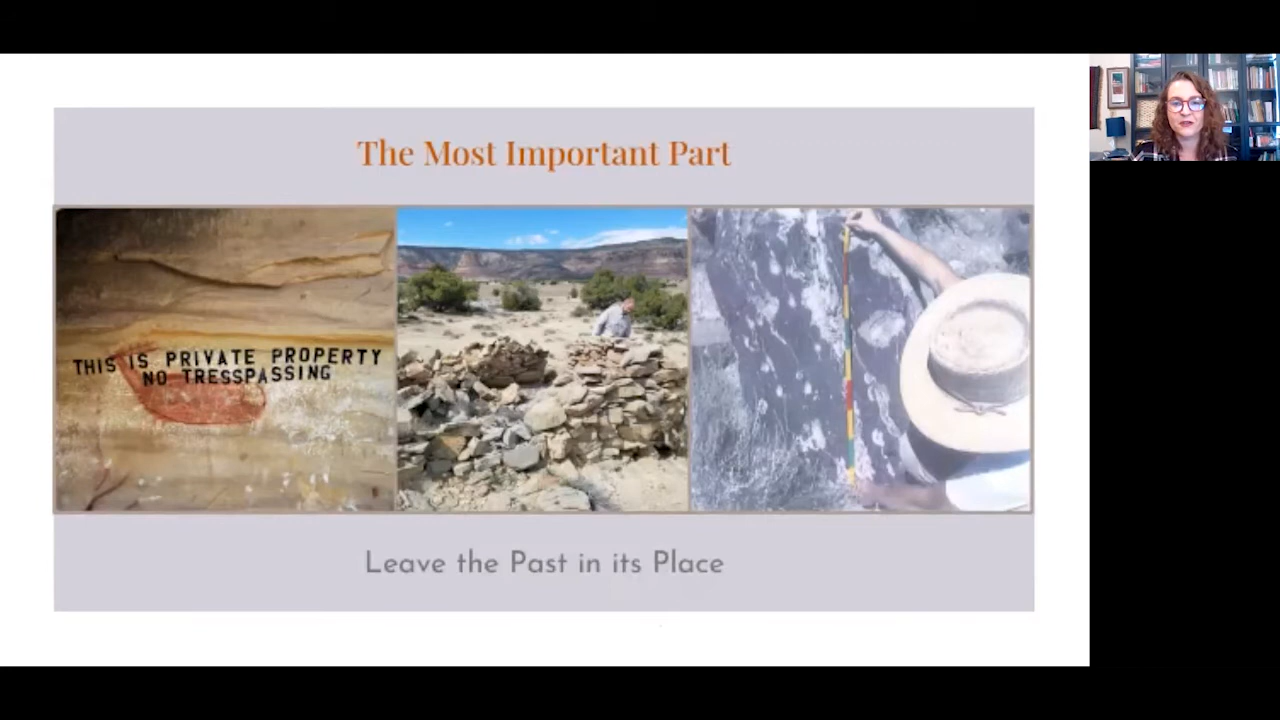 The Most Important Part
THIS IS PRIVATE PROPERTY
NO TRESSPASSING
Leave the Past in its Place